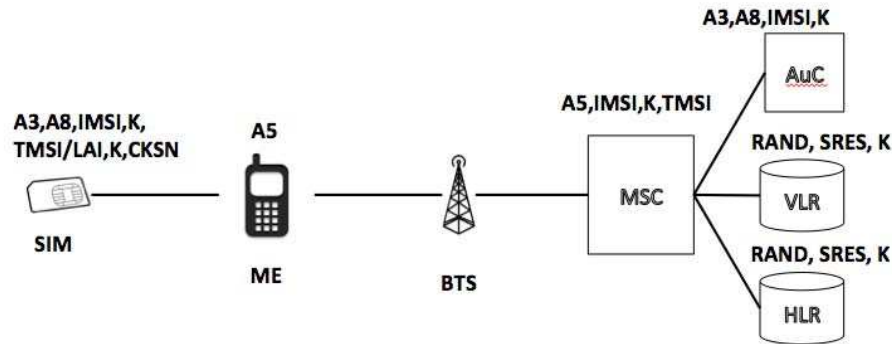 A3,A8,IMSI,K
AuC
A5,IMSI,K,TMSI
A3,A8,IMSI,K,
TMSI/LAI,K,CKSN
A5
RAND, SRES, K
MSC
VLR
SIM
ME
BTS
RAND, SRES, K
HLR